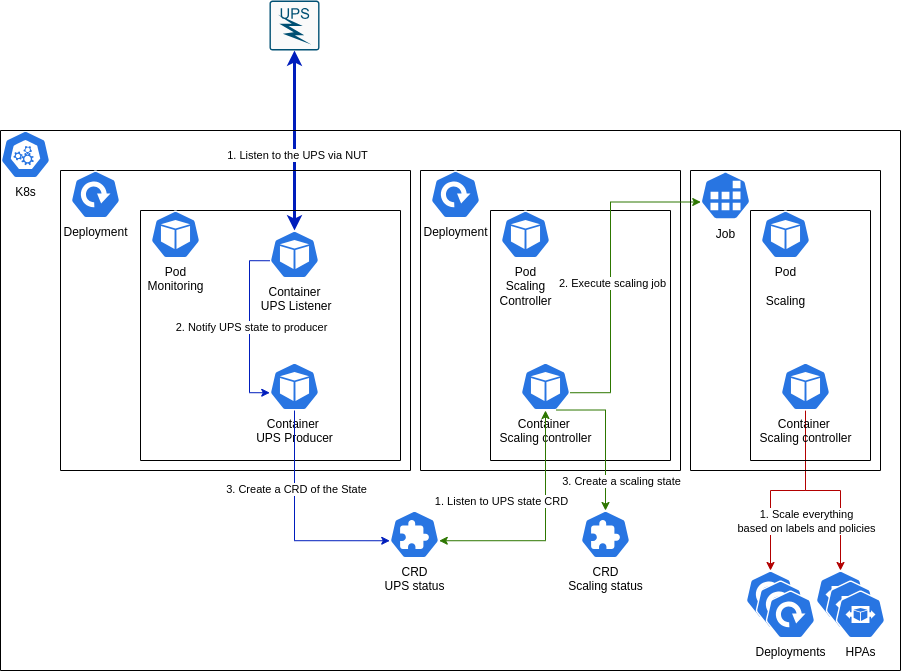 UPS
1. Listen to the UPS via NUT
K8s
Deployment
Pod
Monitoring
Container
UPS Listener
2. Notify UPS state to producer
Container
UPS Producer
3. Create a CRD of the State
Deployment
Pod
Scaling
Controller
2. Execute scaling job
Container
Scaling controller
3. Create a scaling state
1. Listen to UPS state CRD
CRD
UPS status
CRD
Scaling status
Job
Pod
Scaling
Container
Scaling controller
1. Scale everything
based on labels and policies
Deployments
HPAs